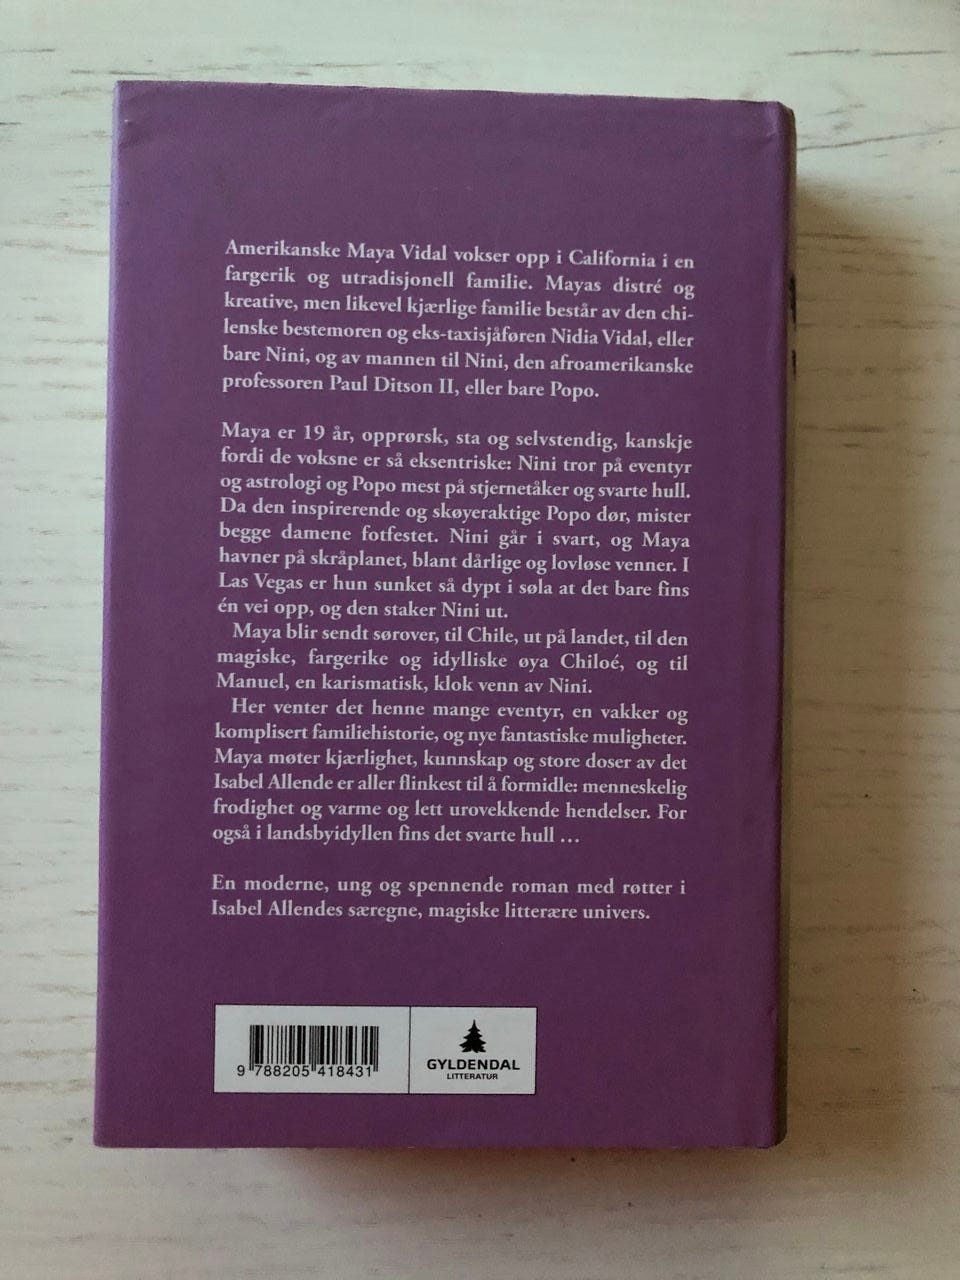 Amerikanske Maya Vidal vokser opp i California i en
fargerik og utradisjonell familie. Mayas distré og
kreative, men likevel kjærlige familie består av den chi-
lenske bestemoren og eks-taxisjåføren Nidia Vidal, eller
bare Nini, og av mannen til Nini, den afroamerikanske
professoren Paul Ditson II, eller bare Popo.
Maya er 19 år, opprørsk, sta og selvstendig, kanskje
fordi de voksne er så eksentriske: Nini tror på eventyr
og astrologi og Popo mest på stjernetåker og svarte hull.
Da den inspirerende og skøyeraktige Popo dør, mister
begge damene fotfestet. Nini går i svart, og Maya
havner på skråplanet, blant dårlige og lovløse venner. I
Las Vegas er hun sunket så dypt i søla at det bare fins
én vei opp, og den staker Nini ut.
Maya blir sendt sørover, til Chile, ut på landet, til den
magiske, fargerike og idylliske øya Chiloé, og til
Manuel, en karismatisk, klok venn av Nini.
Her venter det henne mange eventyr, en vakker og
komplisert familiehistorie, og nye fantastiske muligheter.
Maya møter kjærlighet, kunnskap og store doser av det
Isabel Allende er aller flinkest til å formidle: menneskelig
frodighet og varme og lett urovekkende hendelser. For
også i landsbyidyllen fins det svarte hull …
En moderne, ung og spennende roman med røtter i
Isabel Allendes særegne, magiske litterære univers.
9 788205 418431
GYLDENDAL
LITTERATUR